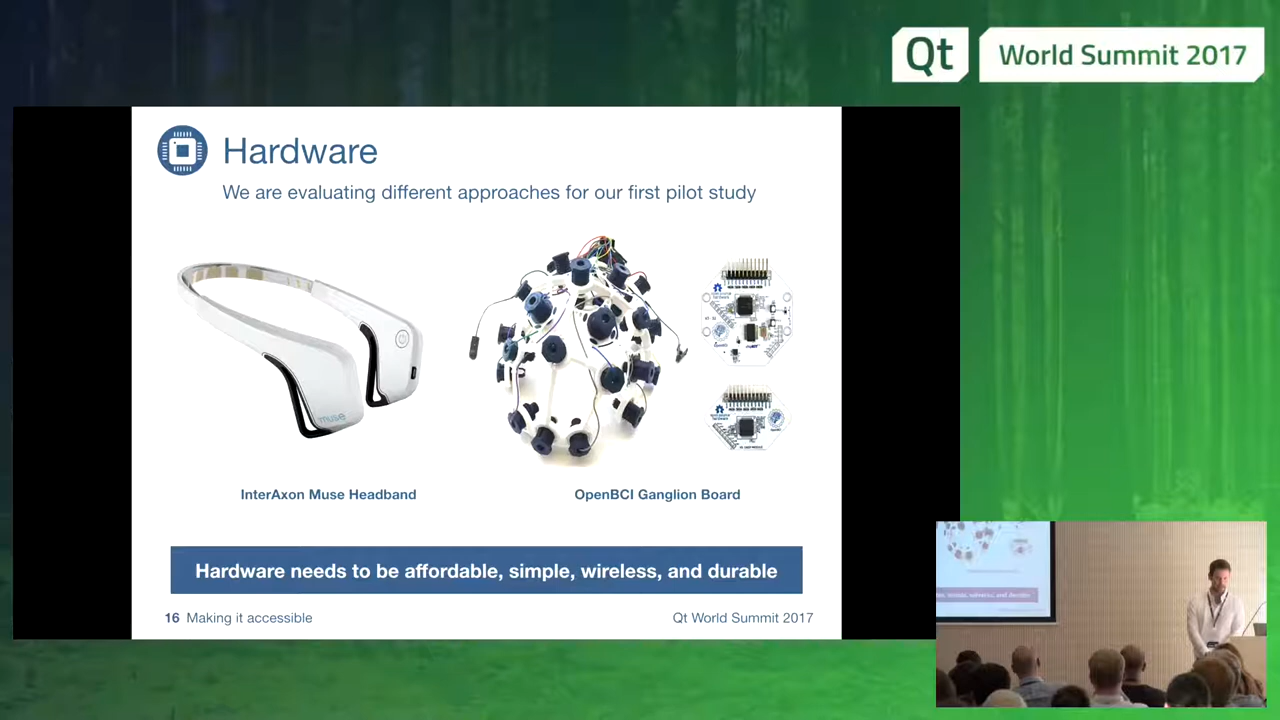 Qt World Summit 2017
Hardware
We are evaluating different approaches for our first pilot study
muse
InterAxon Muse Headband
OpenBCI Ganglion Board
Hardware needs to be affordable, simple, wireless, and durable
16 Making it accessible
Qt World Summit 2017